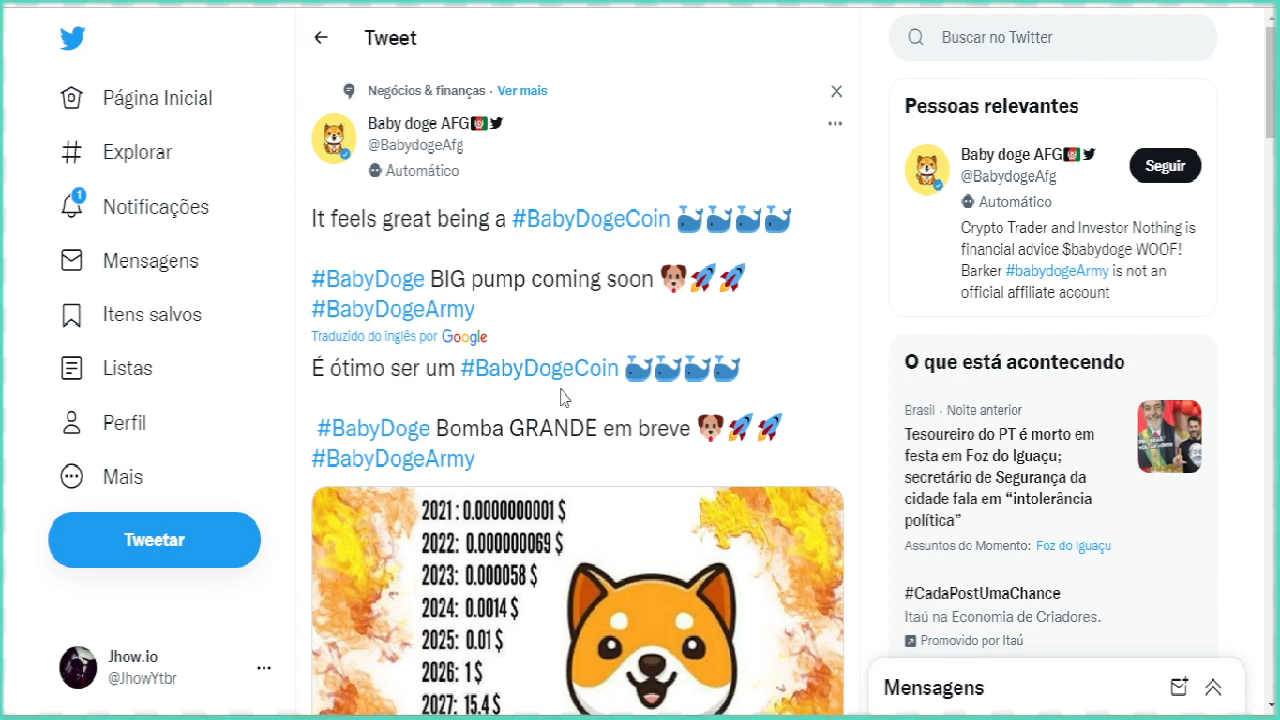 Página Inicial
Explorar
1
Notificações
Mensagens
Itens salvos
Listas
Perfil
Mais
Tweetar
Jhow.io
@JhowYtbr
Tweet
Negócios & finanças · Ver mais
Baby doge AFG
@BabydogeAfg
Automático
It feels great being a #BabyDogeCoin
#BabyDoge BIG pump coming soon
#BabyDogeArmy
Traduzido do inglês por Google
É ótimo ser um #BabyDogeCoin
#BabyDoge Bomba GRANDE em breve
#BabyDogeArmy
2021: 0.0000000001 $
2022: 0.000000069 $
2023: 0.000058 $
2024: 0.0014 $
2025: 0.01 $
2026: 1 $
2027: 15.4 $
Buscar no Twitter
Pessoas relevantes
Baby doge AFG
@BabydogeAfg
Seguir
Automático
Crypto Trader and Investor Nothing is
financial advice $babydoge WOOF!
Barker #babydogeArmy is not an
official affiliate account
O que está acontecendo
Brasil · Noite anterior
Tesoureiro do PT é morto em
festa em Foz do Iguaçu;
secretário de Segurança da
cidade fala em “intolerância
política”
Assuntos do Momento: Foz do Iguaçu
#CadaPostUmaChance
Itaú na Economia de Criadores.
Promovido por Itaú
Mensagens